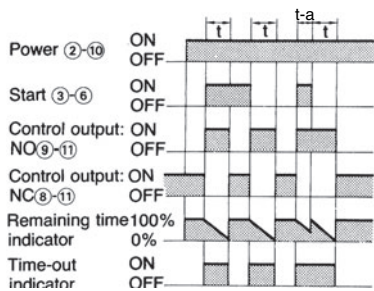 t t t-a t
Power ②-⑩ ON
OFF
Start ③-⑥ ON
OFF
Control output: ON
NO⑨-⑪ OFF
Control output: ON
NC⑧-⑪ OFF
Remaining time 100%
indicator 0%
Time-out ON
indicator OFF